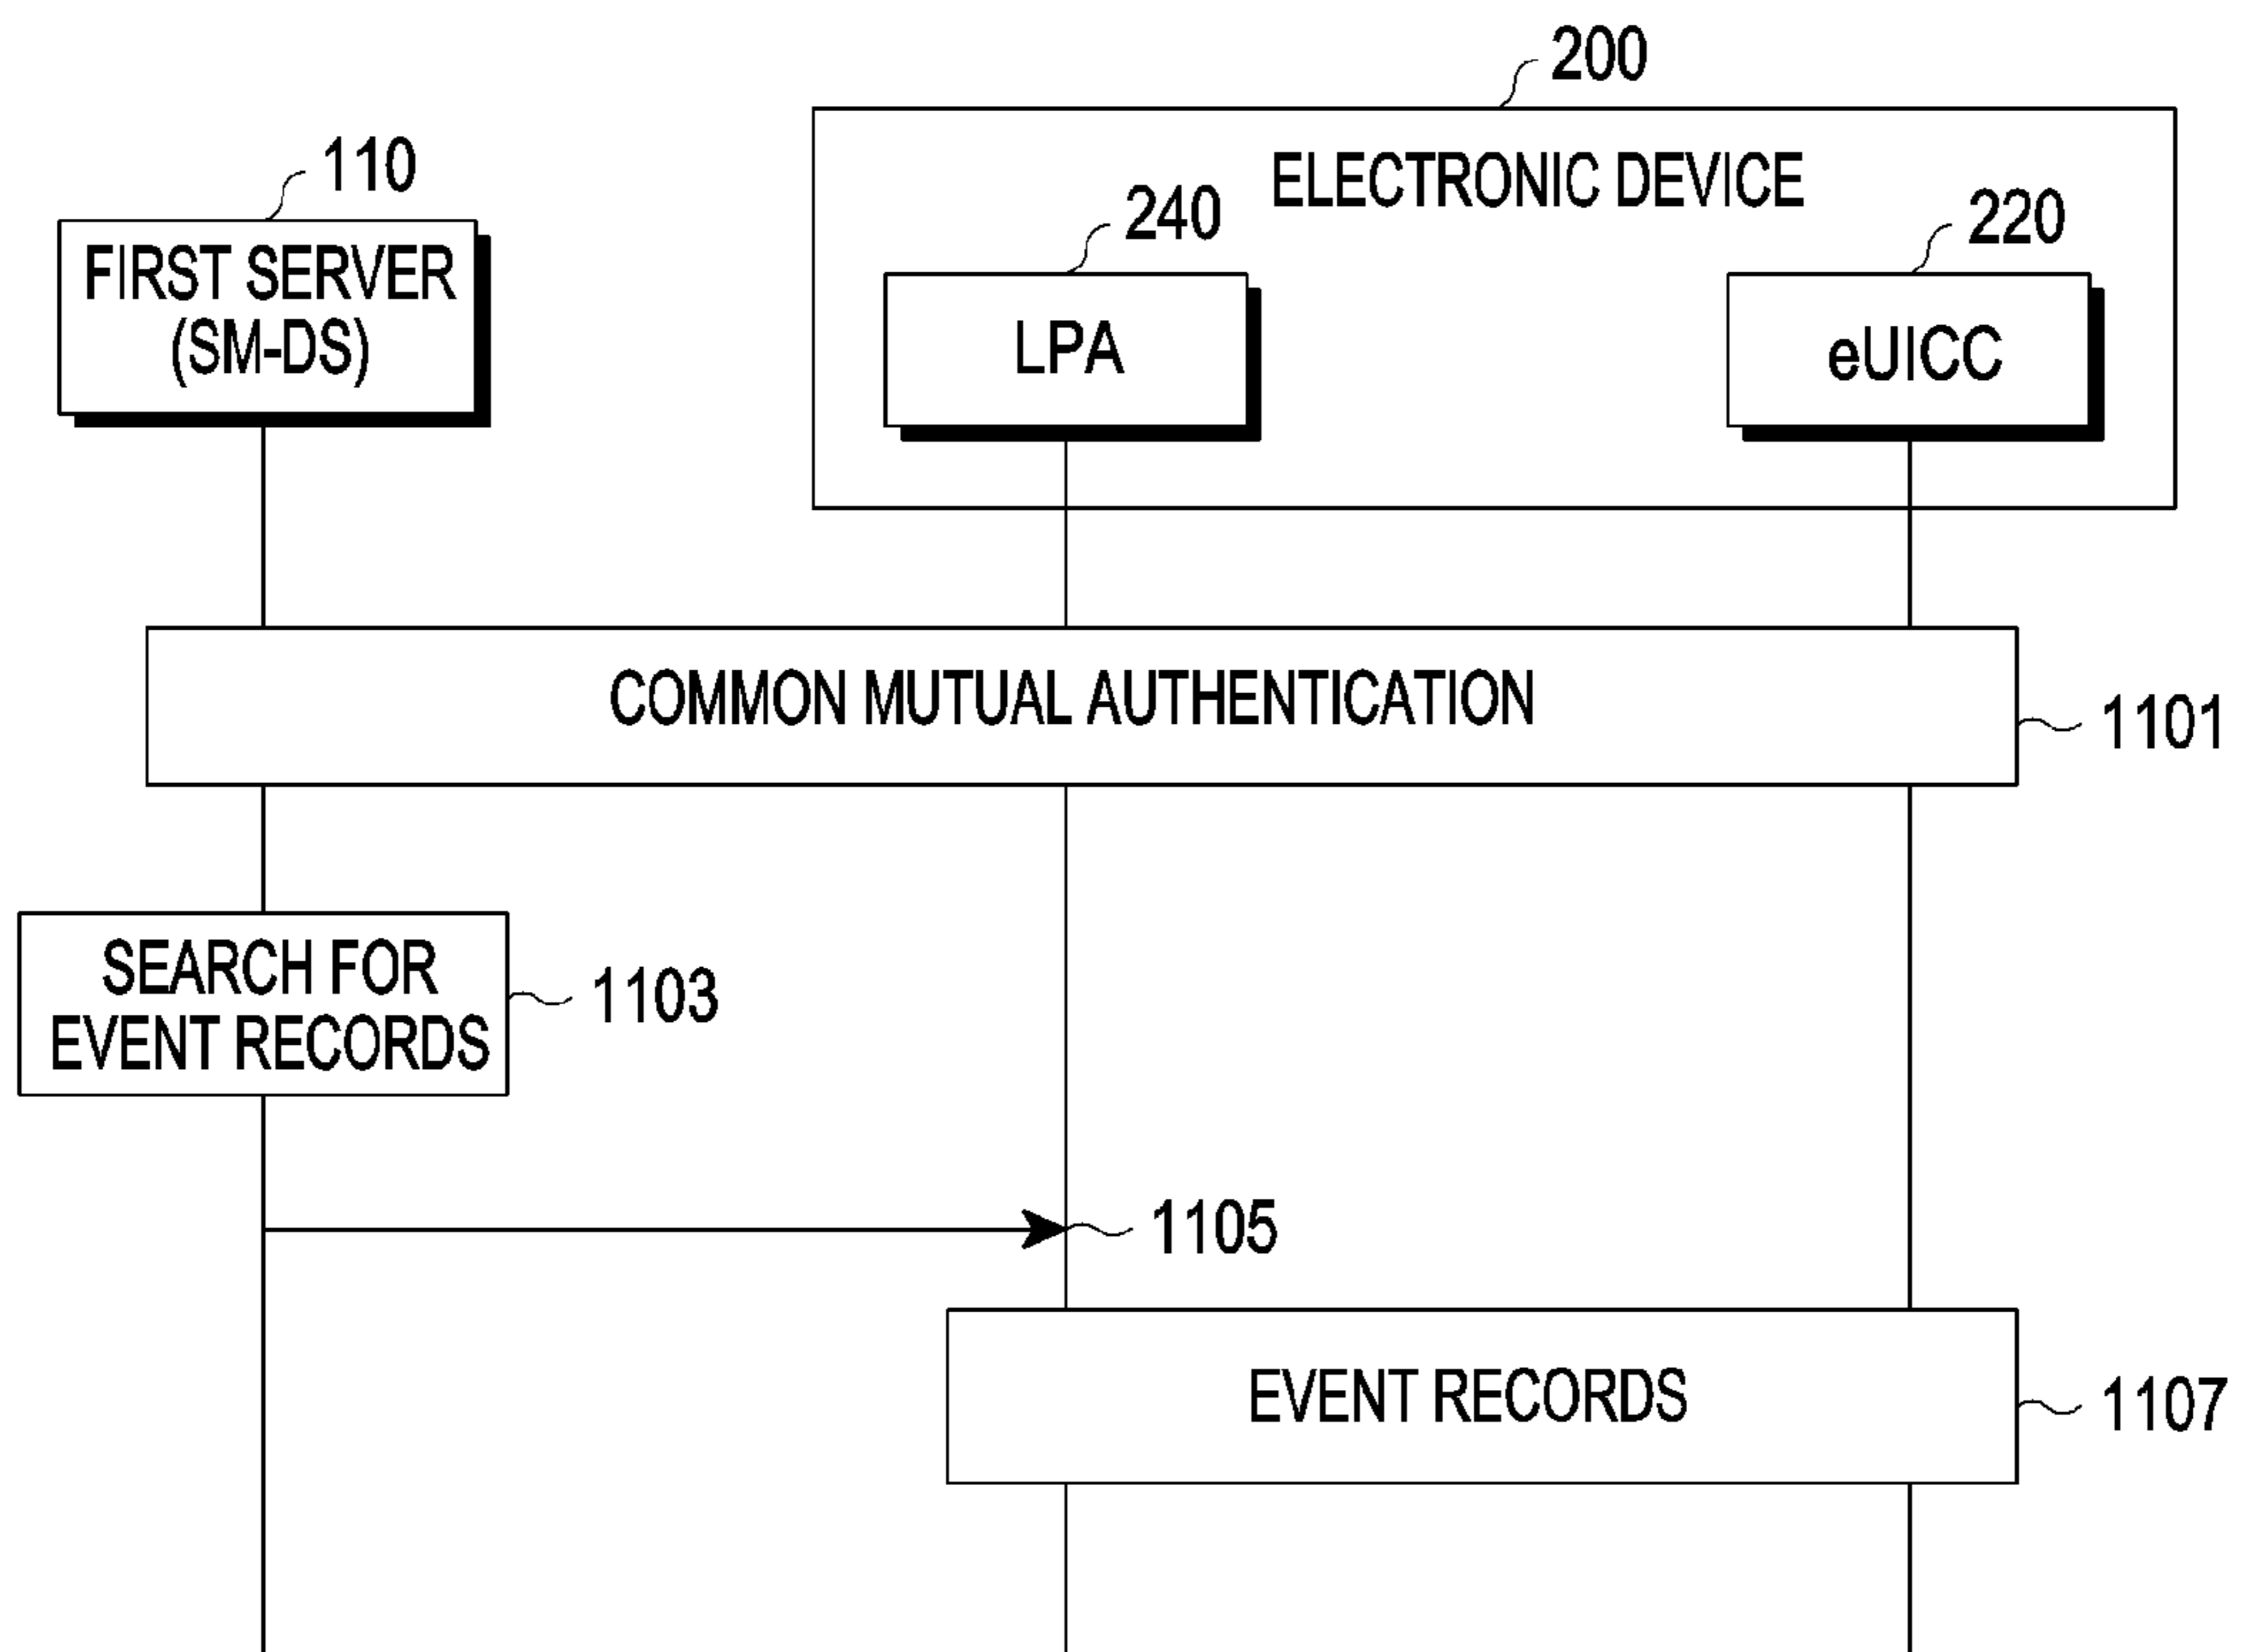 200
110
ELECTRONIC DEVICE
240
220
FIRST SERVER
(SM-DS)
LPA
eUICC
COMMON MUTUAL AUTHENTICATION
1101
SEARCH FOR
EVENT RECORDS
1103
1105
EVENT RECORDS
1107